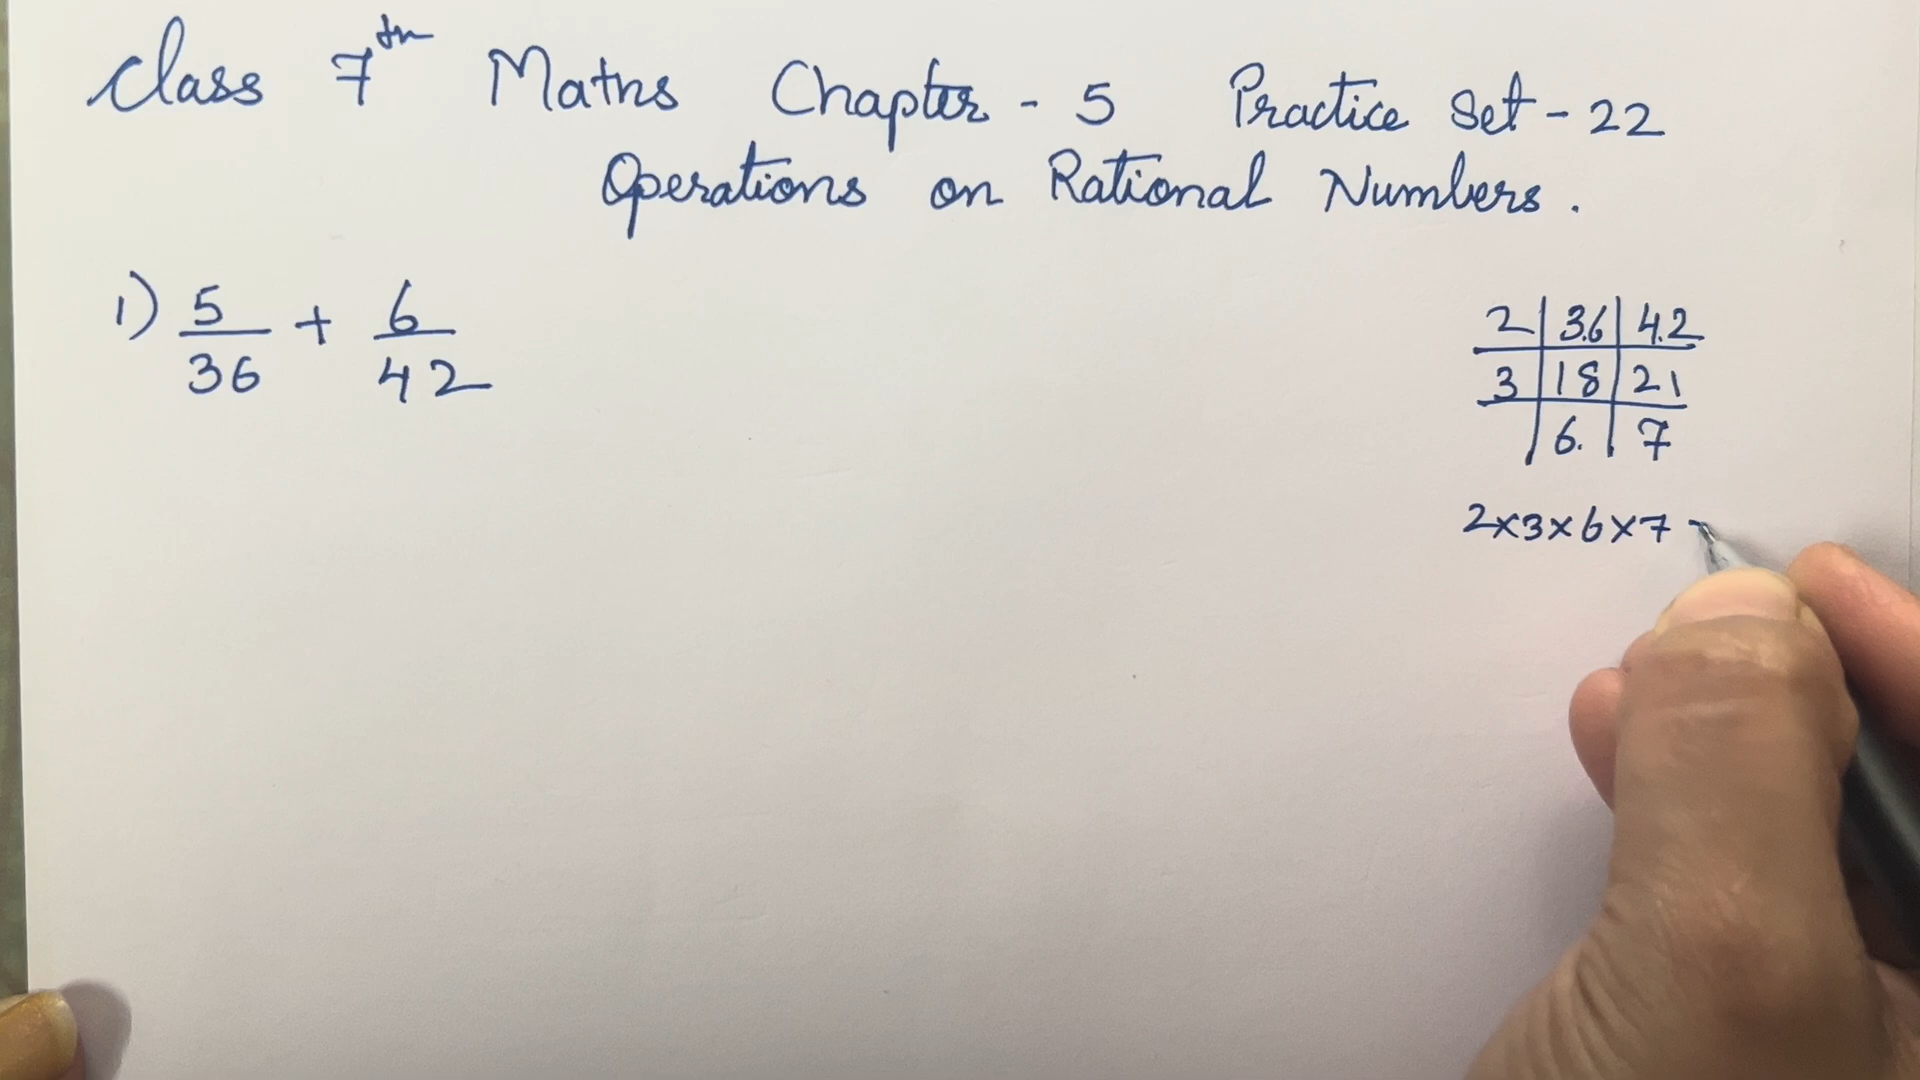 Class 7th Maths Chapter - 5 Practice Set - 22
Operations on Rational Numbers.
1) 5/36 + 6/42
2 | 36 | 42
3 | 18 | 21
| 6 | 7
2×3×6×7 -